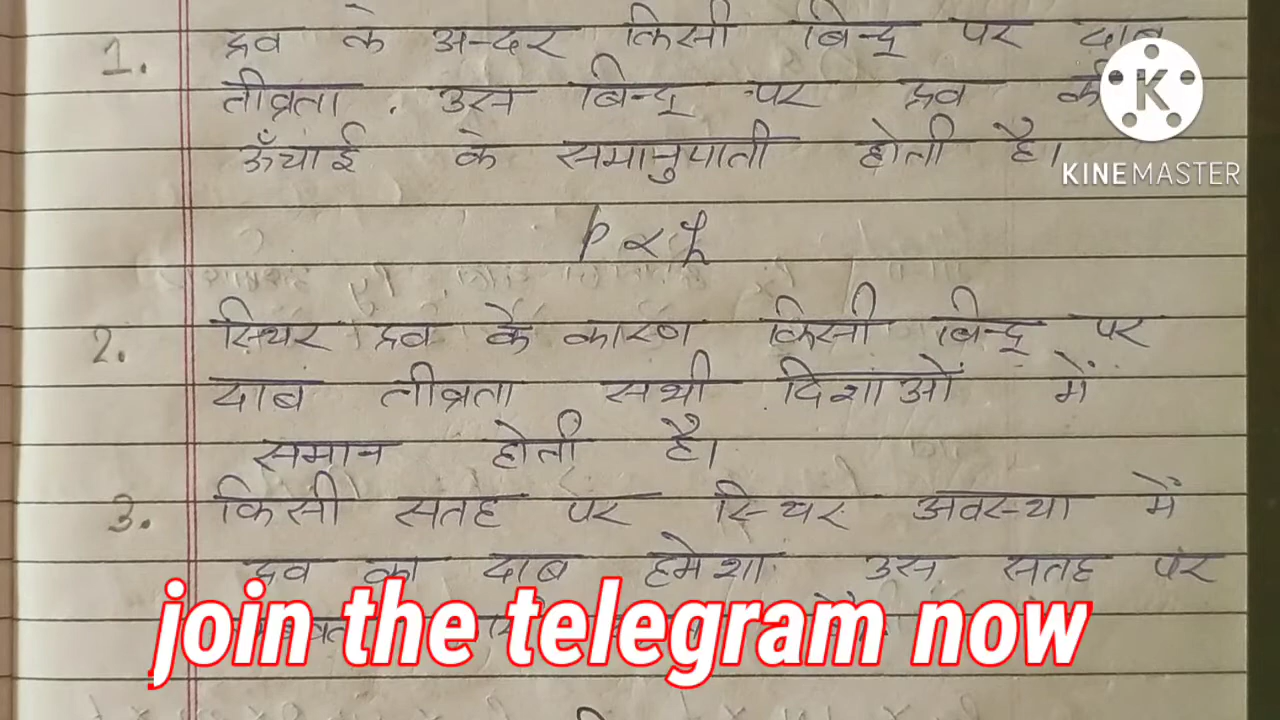 1. द्रव के अन्दर किसी बिन्दू पर दाब
तीव्रता . उस बिन्दू पर द्रव की
ऊँचाई के समानुपाती होती है।
K
KINEMASTER
p ∝ h
2. स्थिर द्रव के कारण किसी बिन्दू पर
दाब तीव्रता सभी दिशाओं में
समान होती है।
3. किसी सतह पर स्थिर अवस्था में
द्रव का दाब हमेशा उस सतह पर
join the telegram now